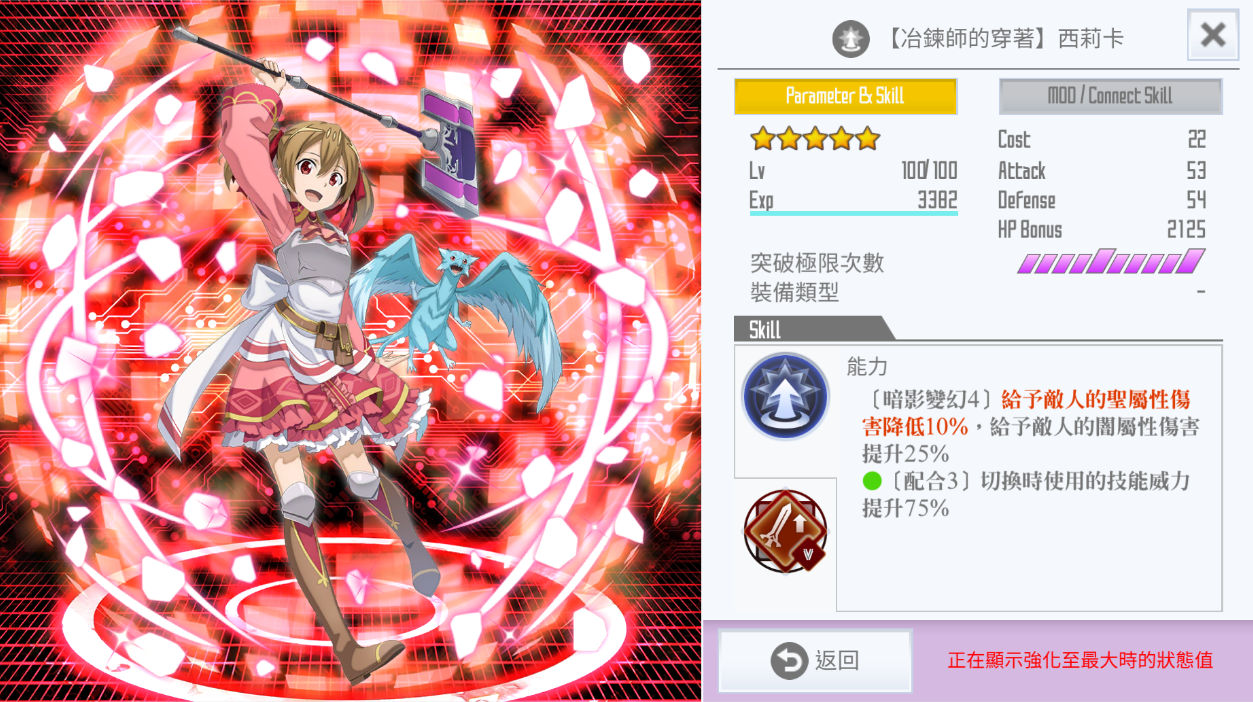 【冶鍊師的穿著】西莉卡
Parameter & Skill
MOD / Connect Skill
Lv 100/100
Exp 3382
Cost 22
Attack 53
Defense 54
HP Bonus 2125
突破極限次數
裝備類型 -
Skill
能力
〔暗影變幻4〕給予敵人的聖屬性傷
害降低10%，給予敵人的闇屬性傷害
提升25%
〔配合3〕切換時使用的技能威力
提升75%
V
返回
正在顯示強化至最大時的狀態值